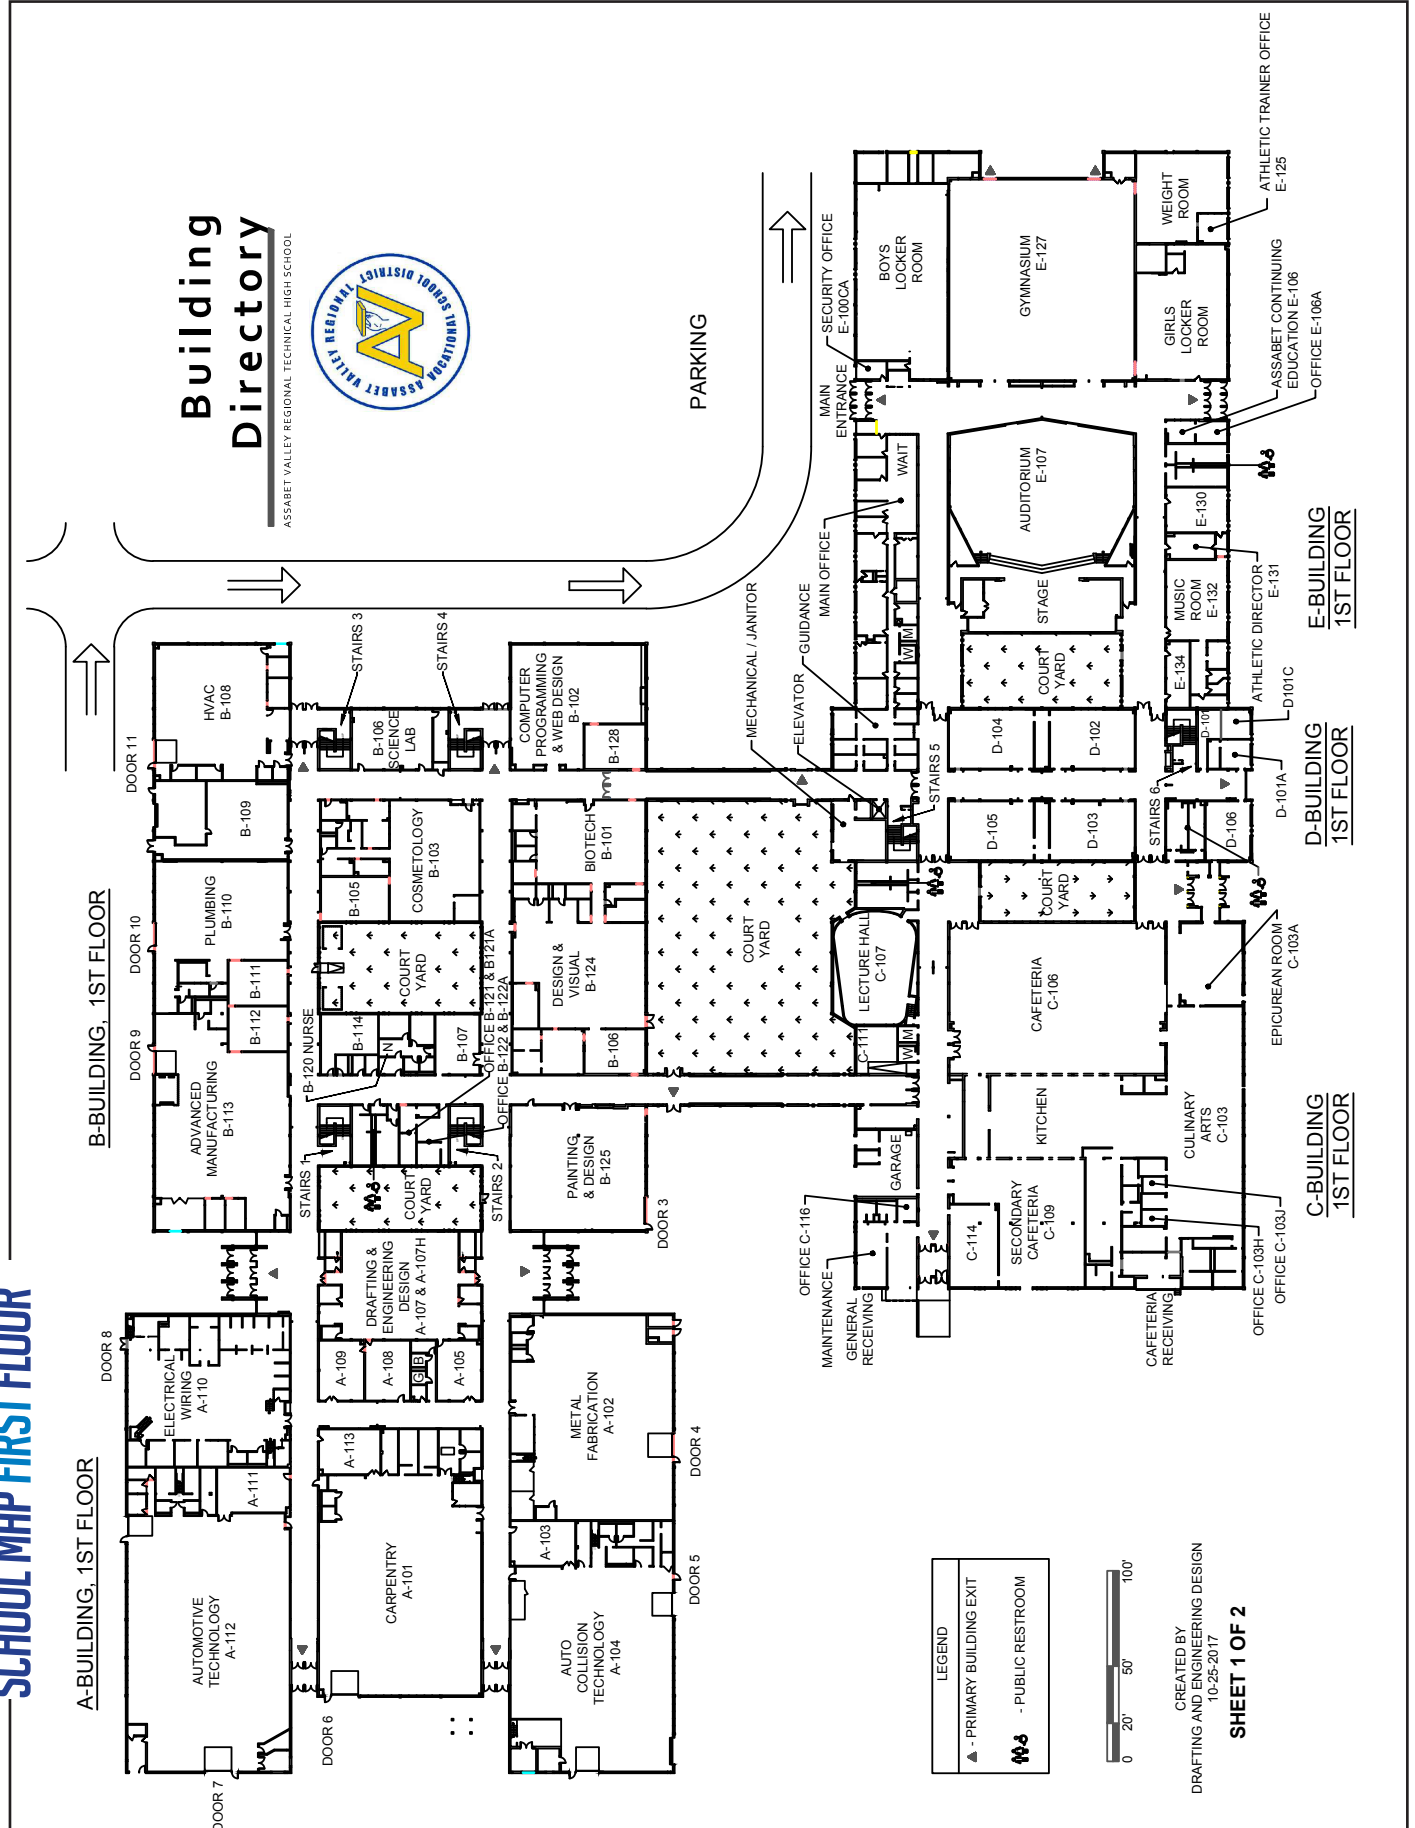 SCHOOL MAP FIRST FLOOR
Building
Directory
ASSABET VALLEY REGIONAL TECHNICAL HIGH SCHOOL
ASSABET VALLEY REGIONAL
VOCATIONAL SCHOOL DISTRICT
AV
PARKING
A-BUILDING, 1ST FLOOR
DOOR 7
DOOR 8
AUTOMOTIVE
TECHNOLOGY
A-112
A-111
ELECTRICAL
WIRING
A-110
DOOR 6
CARPENTRY
A-101
A-113
A-109
A-108
G
B
A-105
DRAFTING &
ENGINEERING
DESIGN
A-107 & A-107H
AUTO
COLLISION
TECHNOLOGY
A-104
A-103
METAL
FABRICATION
A-102
DOOR 5
DOOR 4
B-BUILDING, 1ST FLOOR
DOOR 9
DOOR 10
DOOR 11
ADVANCED
MANUFACTURING
B-113
B-112
B-111
PLUMBING
B-110
B-109
HVAC
B-108
STAIRS 1
COURT
YARD
STAIRS 2
B-120 NURSE
B-114
N
B-107
OFFICE B-121 & B121A
OFFICE B-122 & B-122A
COURT
YARD
B-105
COSMETOLOGY
B-103
STAIRS 3
B-106
SCIENCE
LAB
STAIRS 4
PAINTING
& DESIGN
B-125
DOOR 3
B-106
DESIGN &
VISUAL
B-124
BIOTECH
B-101
B-128
COMPUTER
PROGRAMMING
& WEB DESIGN
B-102
COURT
YARD
MECHANICAL / JANITOR
ELEVATOR
GUIDANCE
MAIN OFFICE
MAIN
ENTRANCE
SECURITY OFFICE
E-100CA
STAIRS 5
W
M
WAIT
BOYS
LOCKER
ROOM
GYMNASIUM
E-127
WEIGHT
ROOM
GIRLS
LOCKER
ROOM
ATHLETIC TRAINER OFFICE
E-125
ASSABET CONTINUING
EDUCATION E-106
OFFICE E-106A
AUDITORIUM
E-107
STAGE
COURT
YARD
E-130
ATHLETIC DIRECTOR
E-131
MUSIC
ROOM
E-132
E-134
E-BUILDING
1ST FLOOR
D-104
D-102
D-105
D-103
D-101
D101C
D-101A
STAIRS 6
D-106
COURT
YARD
D-BUILDING
1ST FLOOR
LECTURE HALL
C-107
C-111
W
M
CAFETERIA
C-106
EPICUREAN ROOM
C-103A
KITCHEN
CULINARY
ARTS
C-103
GARAGE
OFFICE C-116
MAINTENANCE
GENERAL
RECEIVING
C-114
SECONDARY
CAFETERIA
C-109
CAFETERIA
RECEIVING
OFFICE C-103H
OFFICE C-103J
C-BUILDING
1ST FLOOR
LEGEND
- PRIMARY BUILDING EXIT
- PUBLIC RESTROOM
0 20' 50' 100'
CREATED BY
DRAFTING AND ENGINEERING DESIGN
10-25-2017
SHEET 1 OF 2